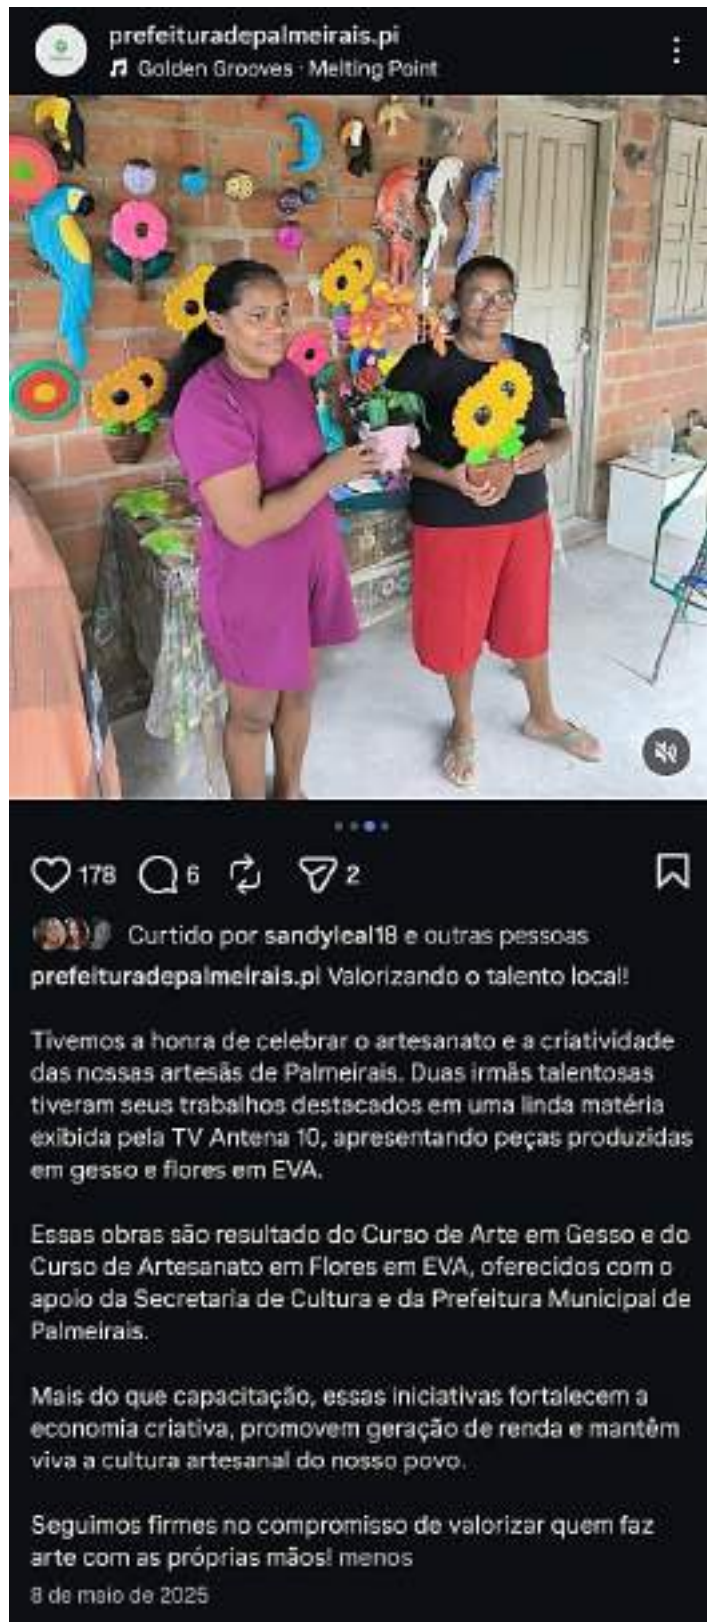 prefeituradepalmeirais.pi
Golden Grooves · Melting Point
178
6
2
Curtido por sandyleal18 e outras pessoas
prefeituradepalmeirais.pi Valorizando o talento local!
Tivemos a honra de celebrar o artesanato e a criatividade
das nossas artesãs de Palmeirais. Duas irmãs talentosas
tiveram seus trabalhos destacados em uma linda matéria
exibida pela TV Antena 10, apresentando peças produzidas
em gesso e flores em EVA.
Essas obras são resultado do Curso de Arte em Gesso e do
Curso de Artesanato em Flores em EVA, oferecidos com o
apoio da Secretaria de Cultura e da Prefeitura Municipal de
Palmeirais.
Mais do que capacitação, essas iniciativas fortalecem a
economia criativa, promovem geração de renda e mantêm
viva a cultura artesanal do nosso povo.
Seguimos firmes no compromisso de valorizar quem faz
arte com as próprias mãos! menos
8 de maio de 2025